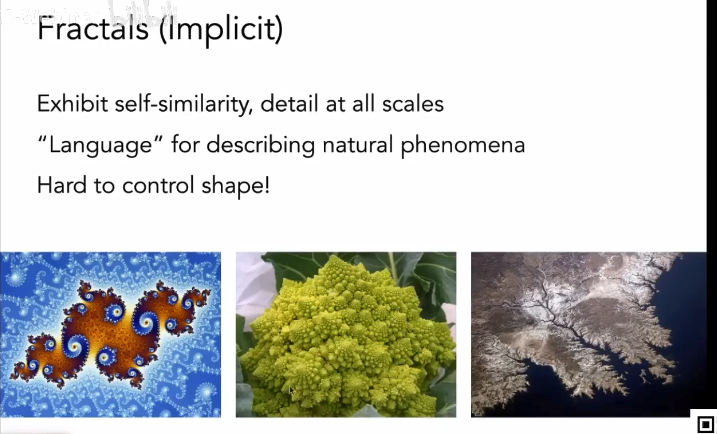 Fractals (Implicit)
Exhibit self-similarity, detail at all scales
“Language” for describing natural phenomena
Hard to control shape!